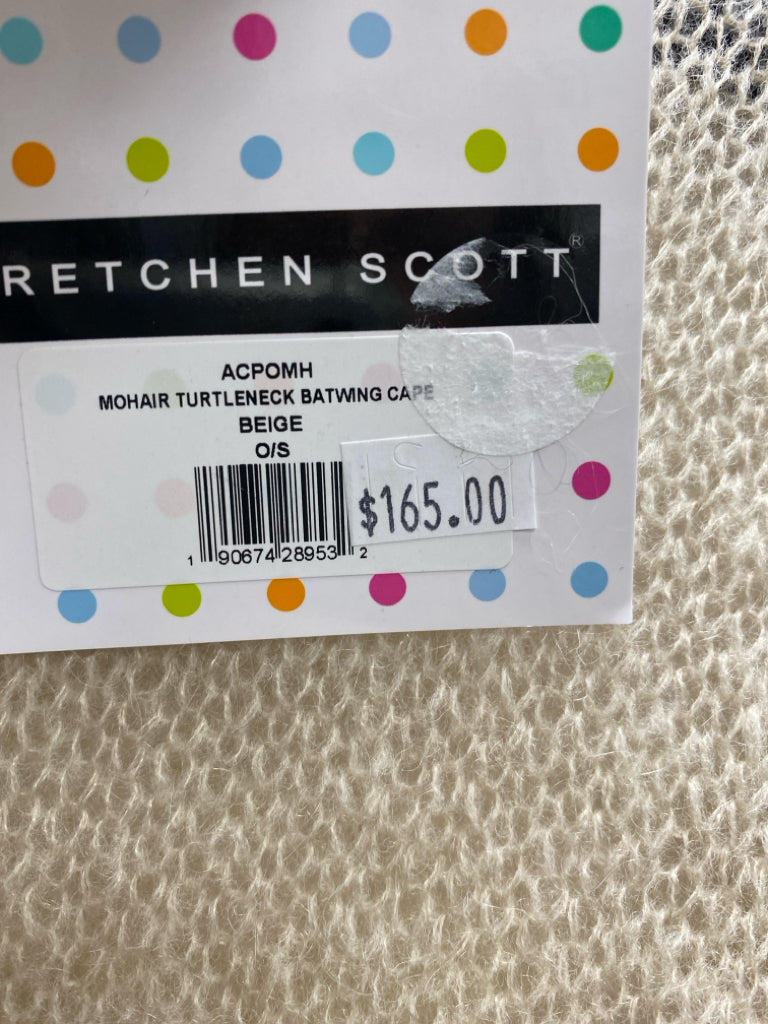 RETCHEN SCOTT®
ACPOMH
MOHAIR TURTLENECK BATWING CAPE
BEIGE
O/S
$165.00
1 90674 28953 2